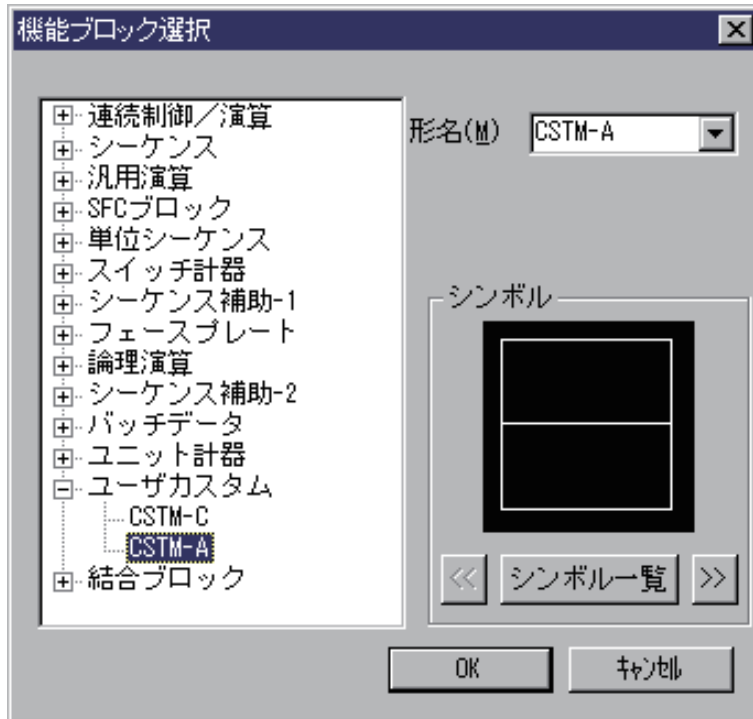 機能ブロック選択
連続制御／演算
シーケンス
汎用演算
SFCブロック
単位シーケンス
スイッチ計器
シーケンス補助-1
フェースプレート
論理演算
シーケンス補助-2
バッチデータ
ユニット計器
ユーザカスタム
CSTM-C
CSTM-A
結合ブロック
形名(M) CSTM-A
シンボル
<< シンボル一覧 >>
OK ｷｬﾝｾﾙ